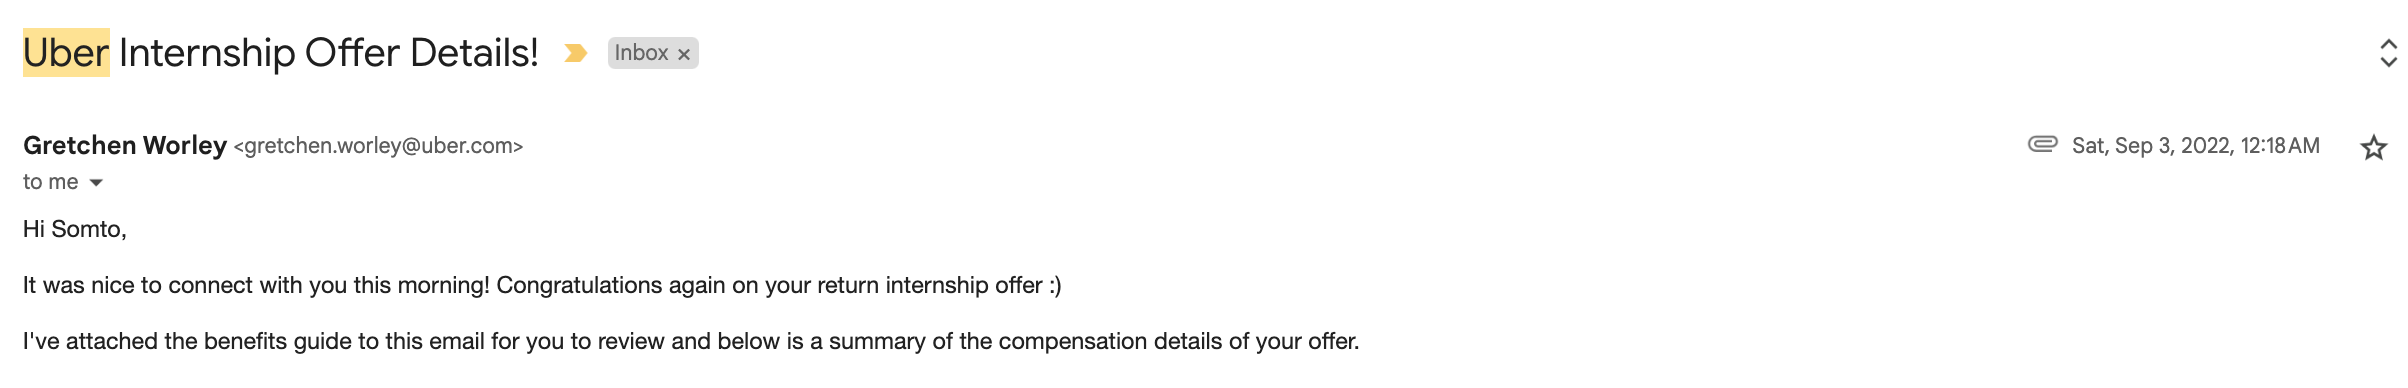 Uber Internship Offer Details!
Inbox ×
Gretchen Worley <gretchen.worley@uber.com>
Sat, Sep 3, 2022, 12:18 AM
to me
Hi Somto,
It was nice to connect with you this morning! Congratulations again on your return internship offer :)
I've attached the benefits guide to this email for you to review and below is a summary of the compensation details of your offer.